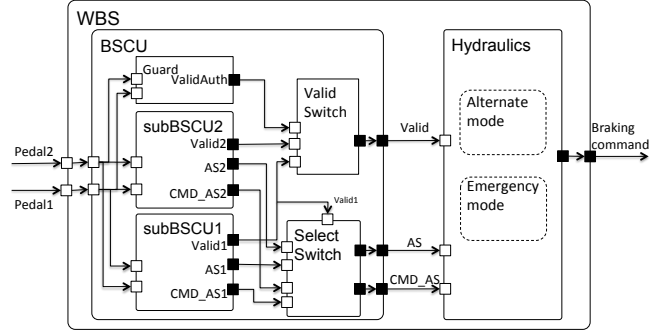 WBS
BSCU
Hydraulics
Guard
ValidAuth
Valid
Switch
Alternate
mode
subBSCU2
Valid2
AS2
CMD_AS2
Valid
Braking
command
Pedal2
Pedal1
Emergency
mode
Valid1
subBSCU1
Valid1
AS1
CMD_AS1
Select
Switch
AS
CMD_AS